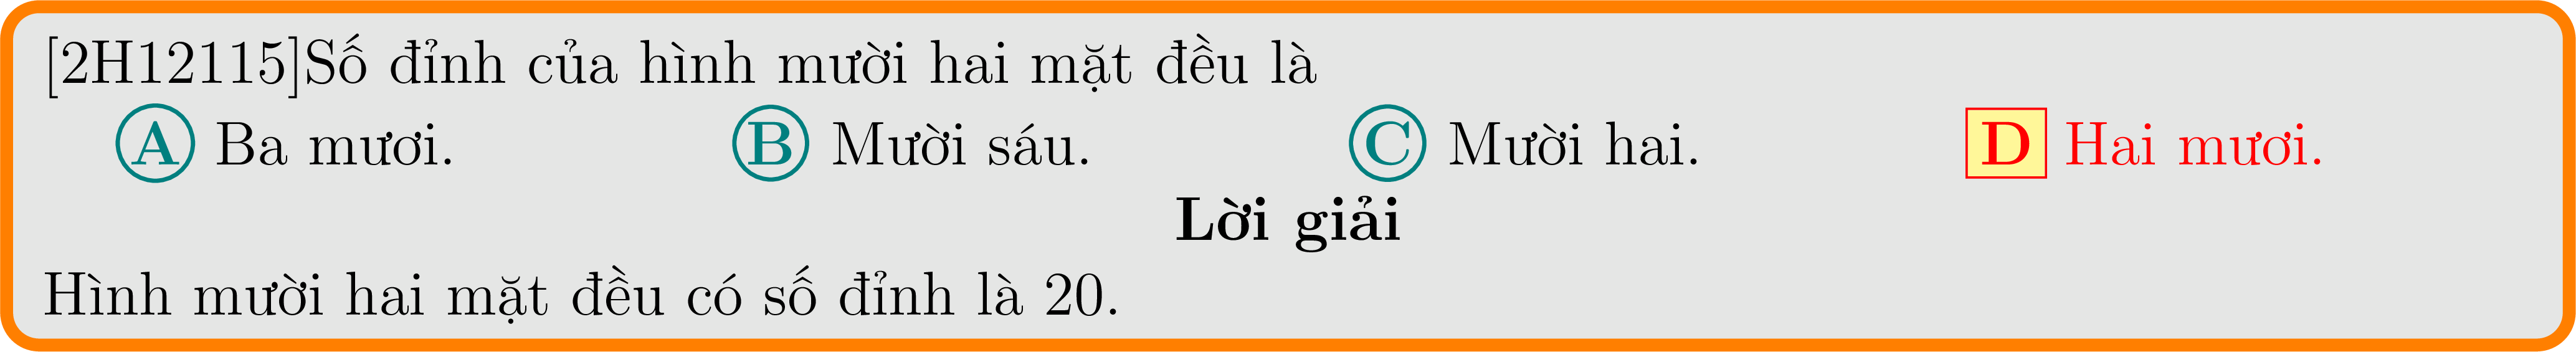 [2H12115]Số đỉnh của hình mười hai mặt đều là
A Ba mươi. B Mười sáu. C Mười hai. D Hai mươi.
Lời giải
Hình mười hai mặt đều có số đỉnh là 20.